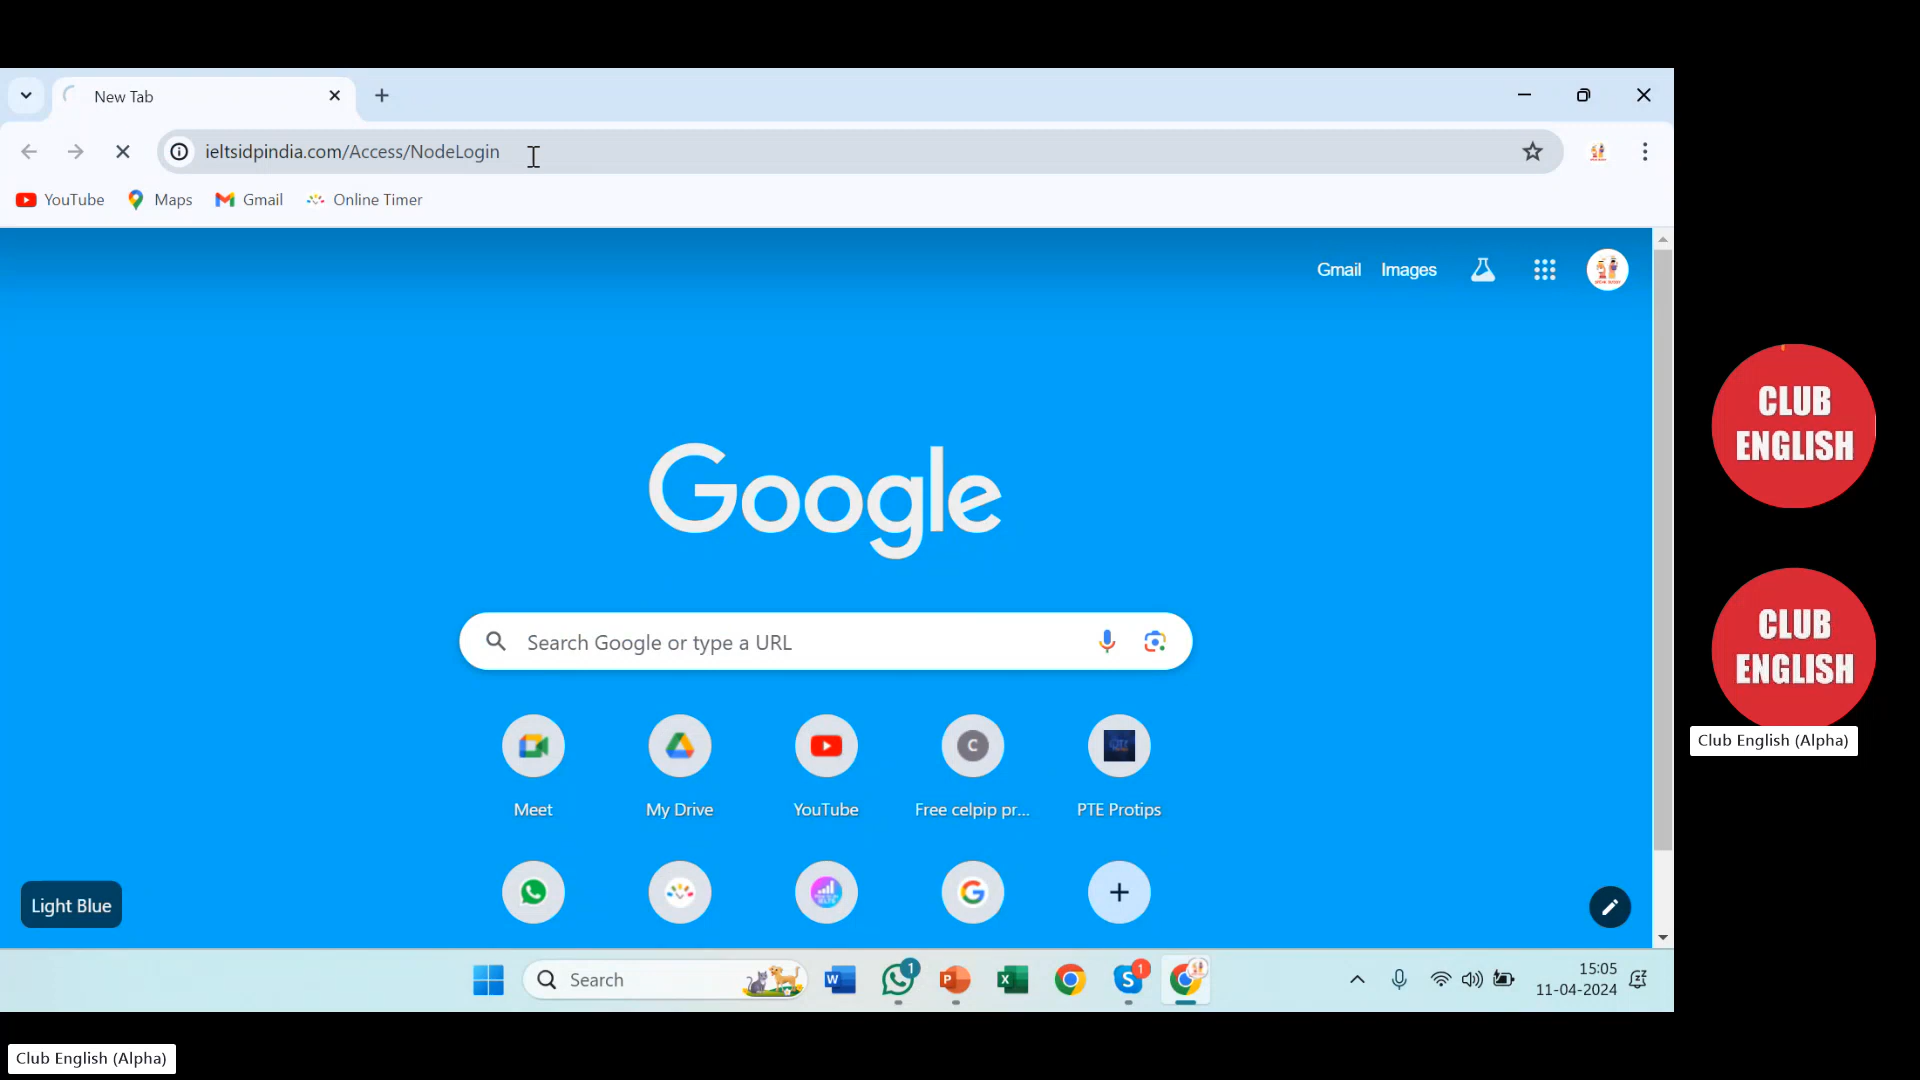 New Tab
ieltsidpindia.com/Access/NodeLogin
YouTube Maps Gmail Online Timer
Gmail Images
Google
Search Google or type a URL
Meet My Drive YouTube Free celpip pr... PTE Protips
C
Light Blue
Search
1
1
15:05
11-04-2024
CLUB
ENGLISH
CLUB
ENGLISH
Club English (Alpha)
Club English (Alpha)